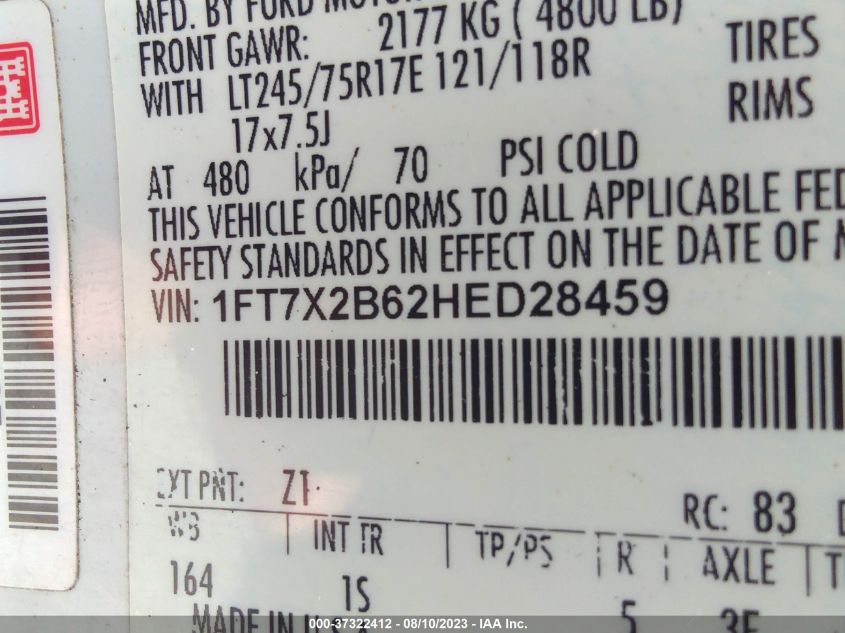 MFD. BY FORD MOTOR
FRONT GAWR: 2177 KG ( 4800 LB)
WITH LT245/75R17E 121/118R TIRES
17x7.5J RIMS
AT 480 kPa/ 70 PSI COLD
THIS VEHICLE CONFORMS TO ALL APPLICABLE FED
SAFETY STANDARDS IN EFFECT ON THE DATE OF M
VIN: 1FT7X2B62HED28459
EXT PNT: Z1
RC: 83
WB INT TR TP/PS R AXLE
164 1S 5 3E
MADE IN U.S.A.
000-37322412 - 08/10/2023 - IAA Inc.